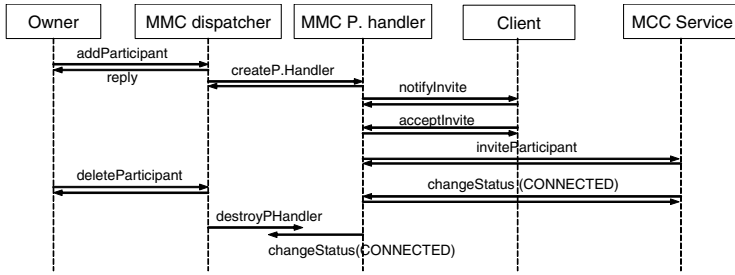 Owner
MMC dispatcher
MMC P. handler
Client
MCC Service
addParticipant
reply
createP.Handler
notifyInvite
acceptInvite
inviteParticipant
deleteParticipant
changeStatus (CONNECTED)
destroyPHandler
changeStatus(CONNECTED)